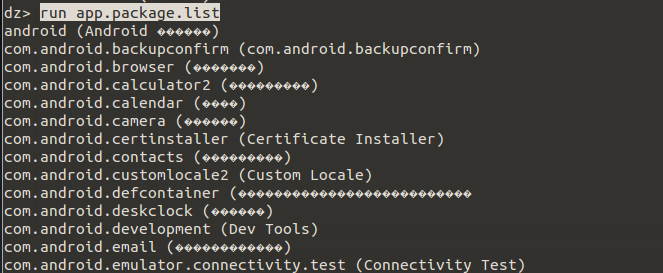 dz> run app.package.list
android (Android ������)
com.android.backupconfirm (com.android.backupconfirm)
com.android.browser (�������)
com.android.calculator2 (���������)
com.android.calendar (����)
com.android.camera (������)
com.android.certinstaller (Certificate Installer)
com.android.contacts (���������)
com.android.customlocale2 (Custom Locale)
com.android.defcontainer (��������������������������
com.android.deskclock (������)
com.android.development (Dev Tools)
com.android.email (������������)
com.android.emulator.connectivity.test (Connectivity Test)